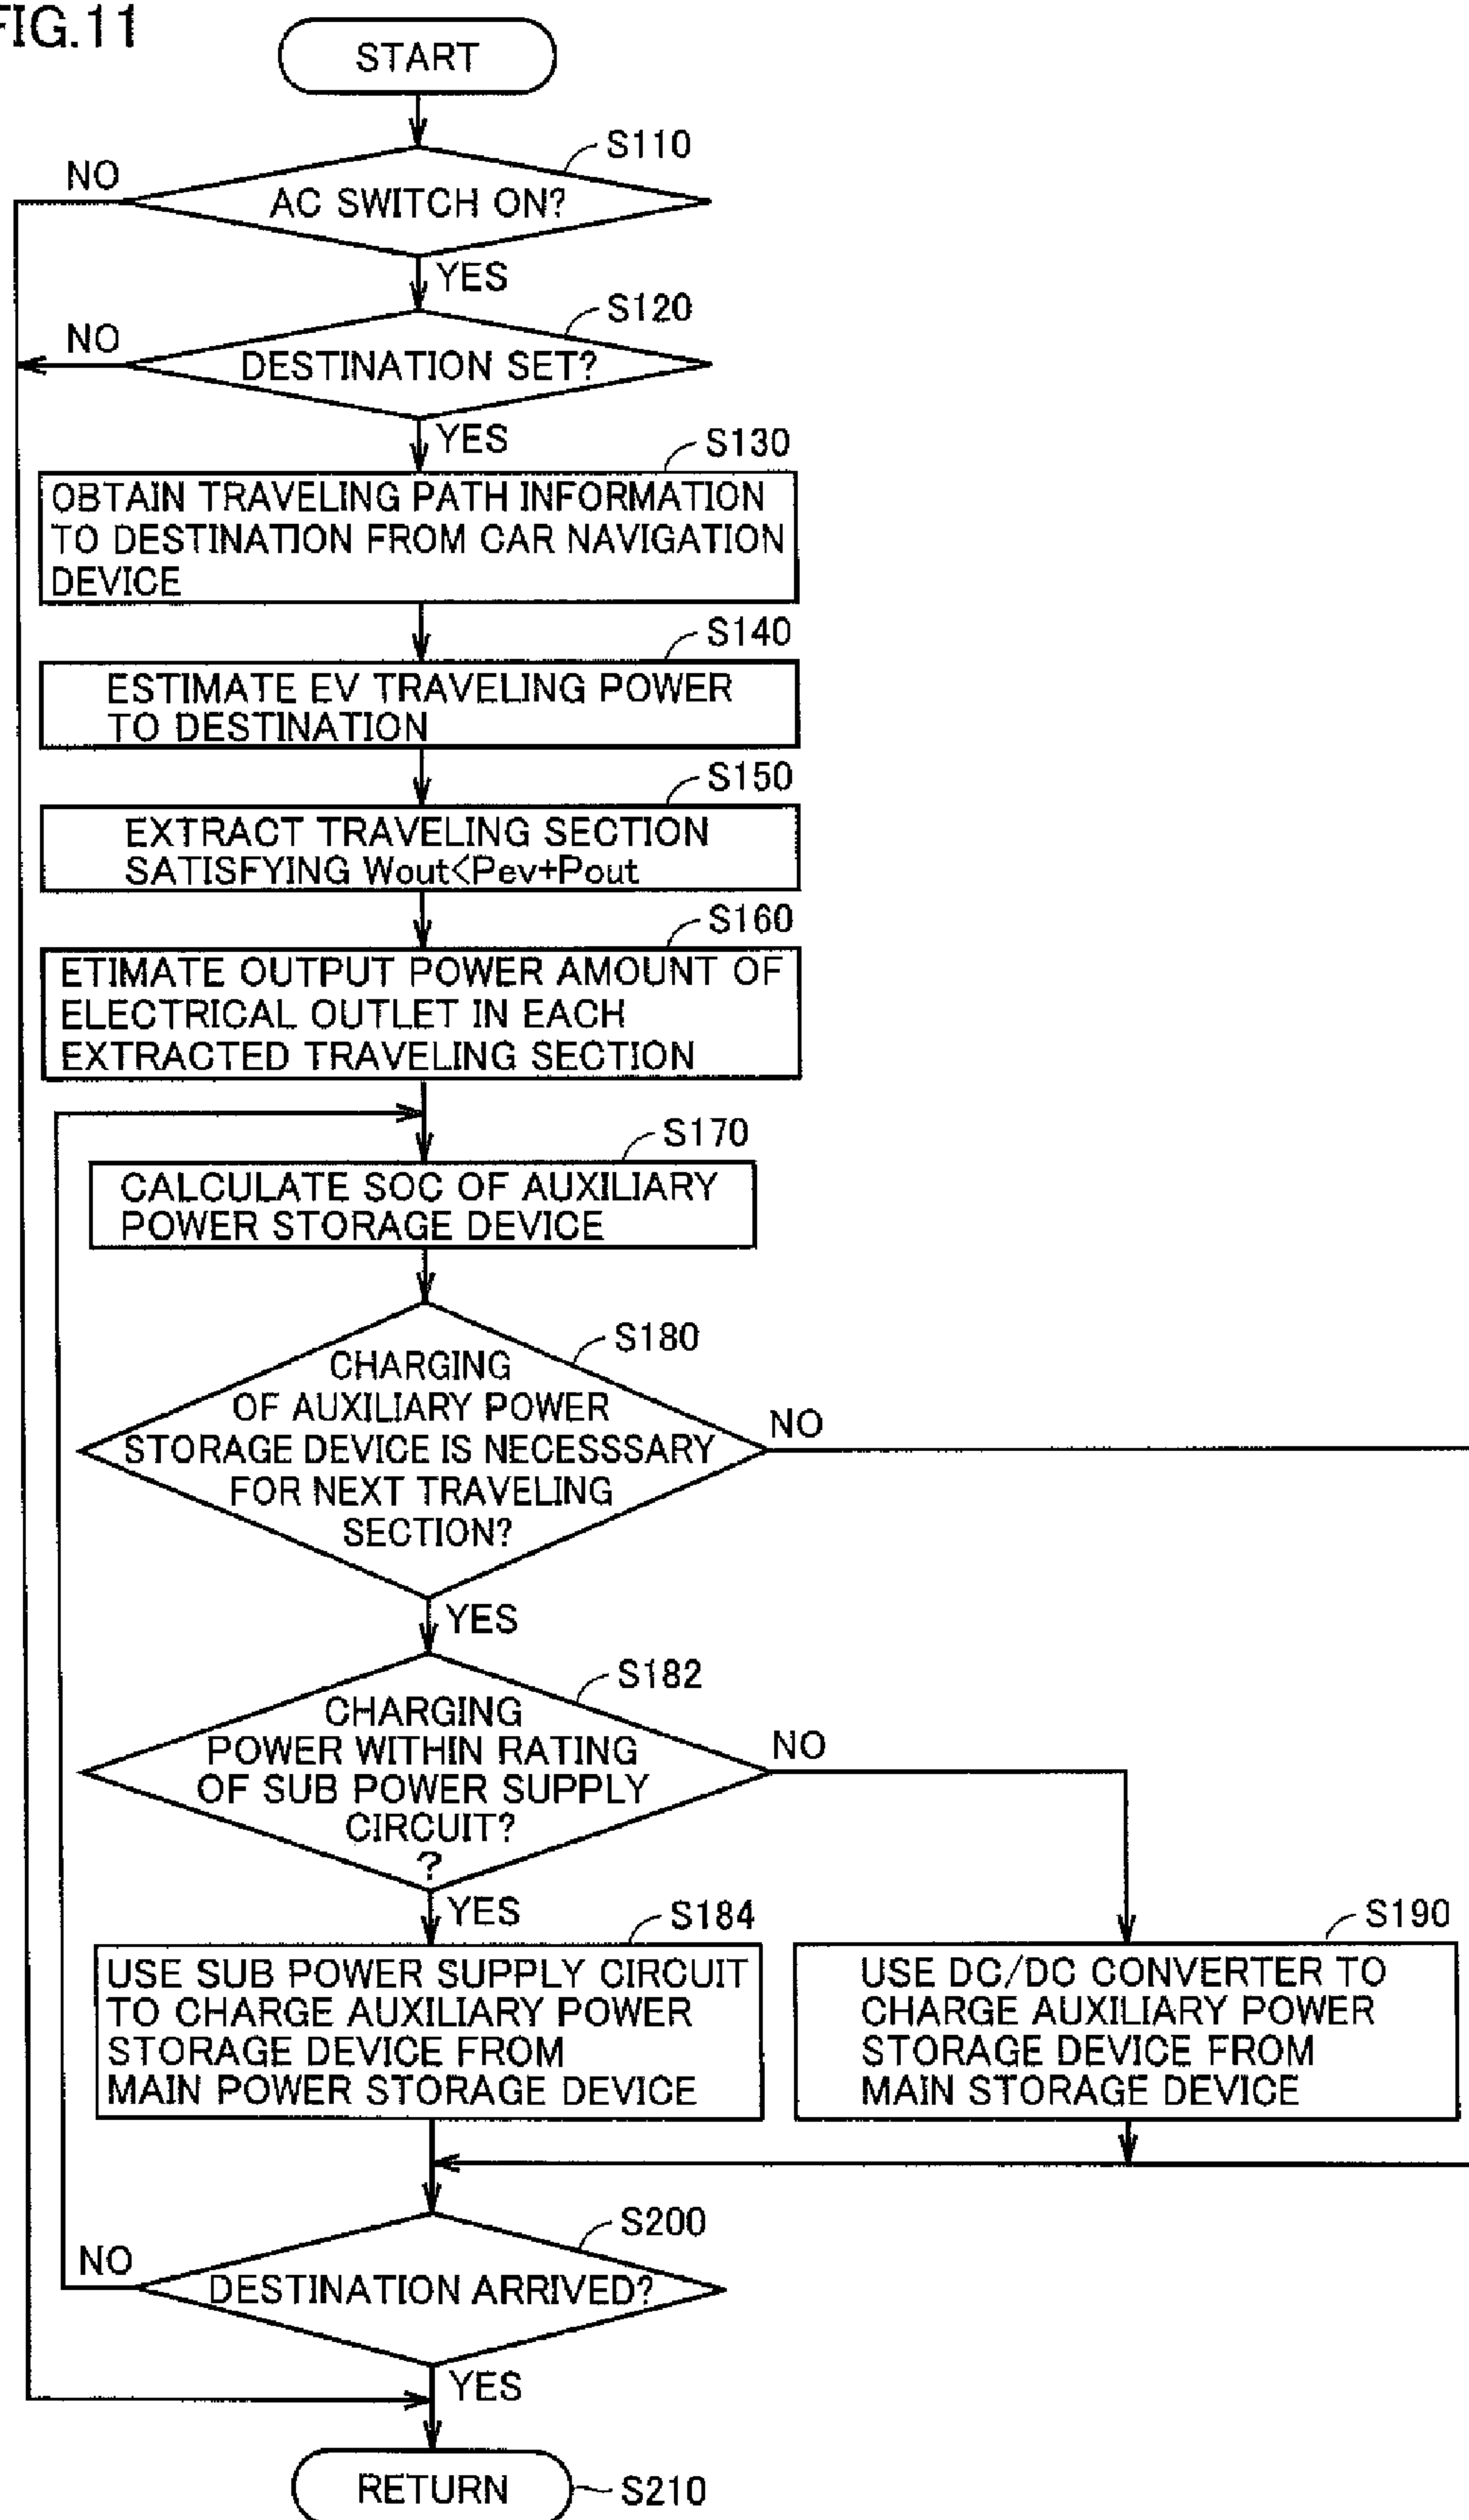 FIG.11
START
S110
NO
AC SWITCH ON?
YES
S120
NO
DESTINATION SET?
YES
S130
OBTAIN TRAVELING PATH INFORMATION
TO DESTINATION FROM CAR NAVIGATION
DEVICE
S140
ESTIMATE EV TRAVELING POWER
TO DESTINATION
S150
EXTRACT TRAVELING SECTION
SATISFYING Wout<Pev+Pout
S160
ETIMATE OUTPUT POWER AMOUNT OF
ELECTRICAL OUTLET IN EACH
EXTRACTED TRAVELING SECTION
S170
CALCULATE SOC OF AUXILIARY
POWER STORAGE DEVICE
S180
CHARGING
OF AUXILIARY POWER
STORAGE DEVICE IS NECESSSARY
FOR NEXT TRAVELING
SECTION?
NO
YES
S182
CHARGING
POWER WITHIN RATING
OF SUB POWER SUPPLY
CIRCUIT?
?
NO
YES
S184
USE SUB POWER SUPPLY CIRCUIT
TO CHARGE AUXILIARY POWER
STORAGE DEVICE FROM
MAIN POWER STORAGE DEVICE
S190
USE DC/DC CONVERTER TO
CHARGE AUXILIARY POWER
STORAGE DEVICE FROM
MAIN STORAGE DEVICE
S200
NO
DESTINATION ARRIVED?
YES
RETURN
S210